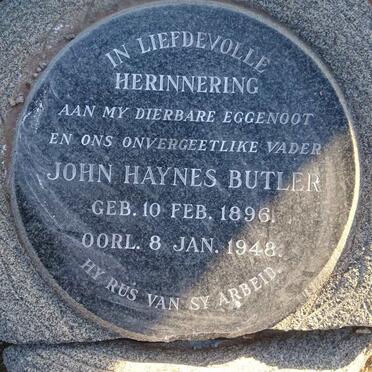 IN LIEFDEVOLLE
HERINNERING
AAN MY DIERBARE EGGENOOT
EN ONS ONVERGEETLIKE VADER
JOHN HAYNES BUTLER
GEB. 10 FEB. 1896.
OORL. 8 JAN. 1948.
HY RUS VAN SY ARBEID.